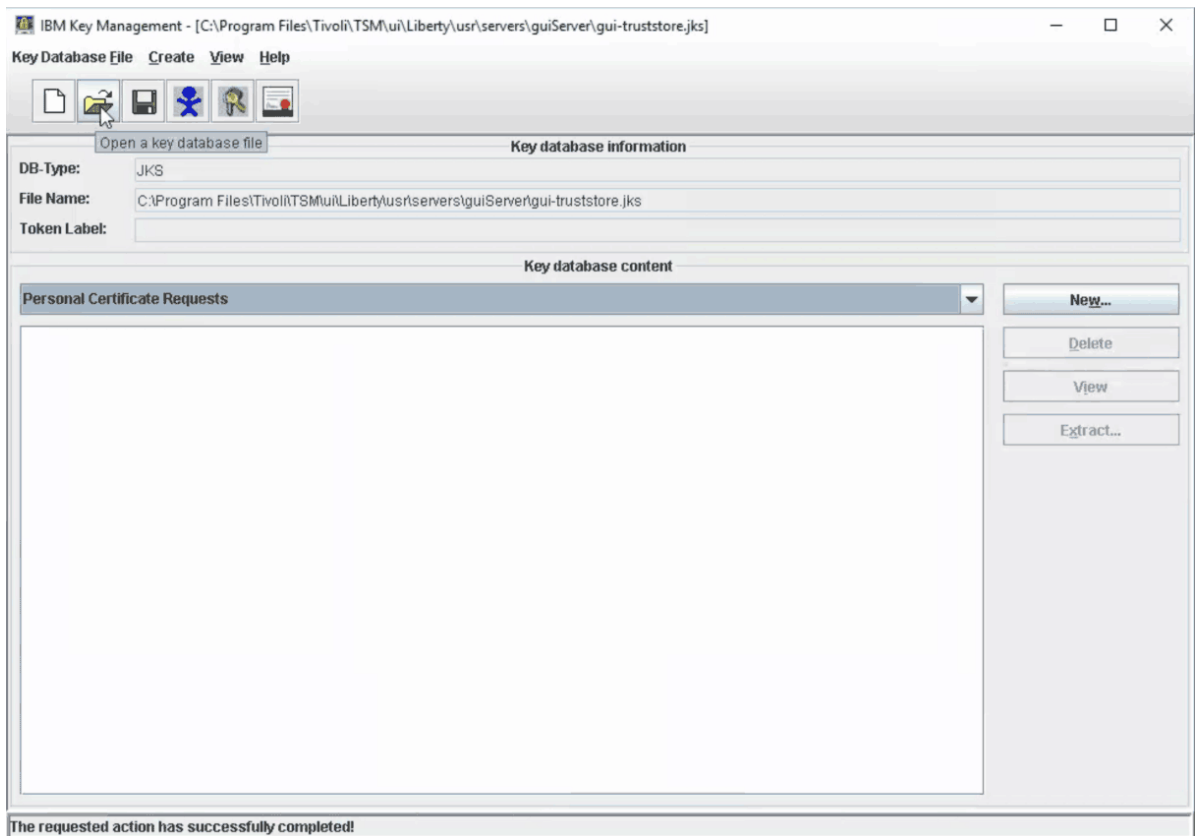 IBM Key Management - [C:\Program Files\Tivoli\TSM\ui\Liberty\usr\servers\guiServer\gui-truststore.jks]
Key Database File Create View Help
Open a key database file
Key database information
DB-Type: JKS
File Name: C:\Program Files\Tivoli\TSM\ui\Liberty\usr\servers\guiServer\gui-truststore.jks
Token Label:
Key database content
Personal Certificate Requests
New...
Delete
View
Extract...
The requested action has successfully completed!